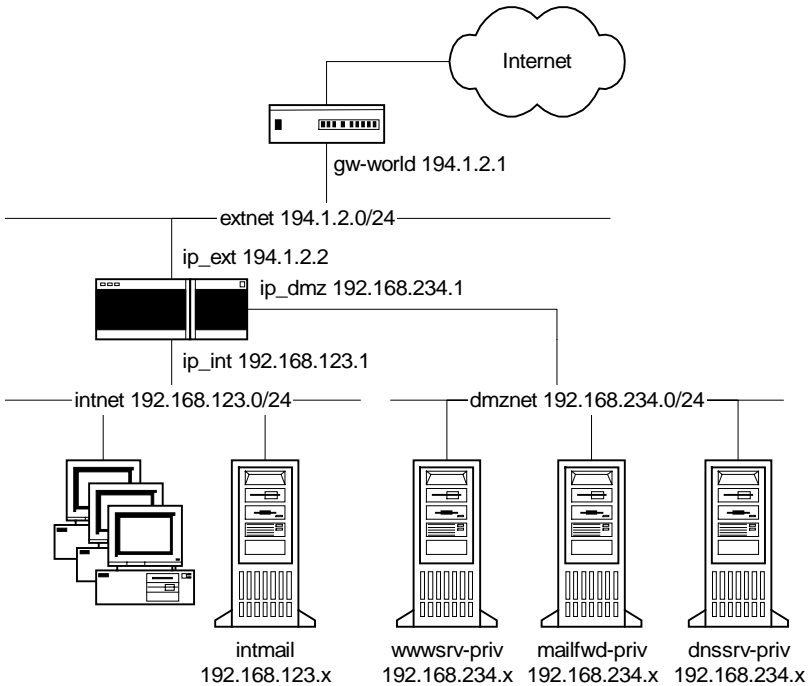 Internet
gw-world 194.1.2.1
extnet 194.1.2.0/24
ip_ext 194.1.2.2
ip_dmz 192.168.234.1
ip_int 192.168.123.1
intnet 192.168.123.0/24
dmznet 192.168.234.0/24
intmail
192.168.123.x
wwwsrv-priv
192.168.234.x
mailfwd-priv
192.168.234.x
dnssrv-priv
192.168.234.x